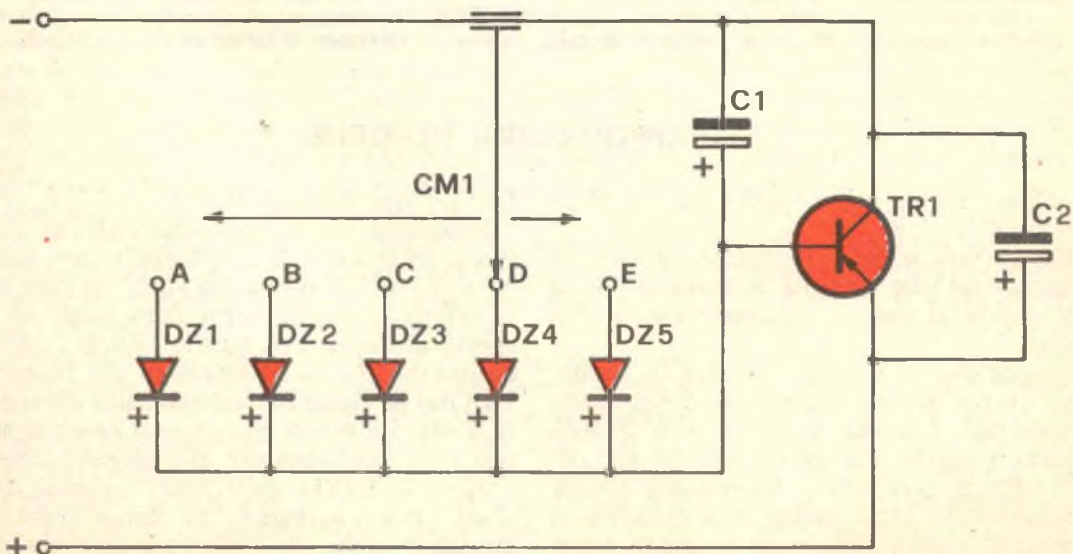 −
C1
+
CM1
TR1
C2
+
A B C D E
DZ1 DZ2 DZ3 DZ4 DZ5
+ + + + +
+